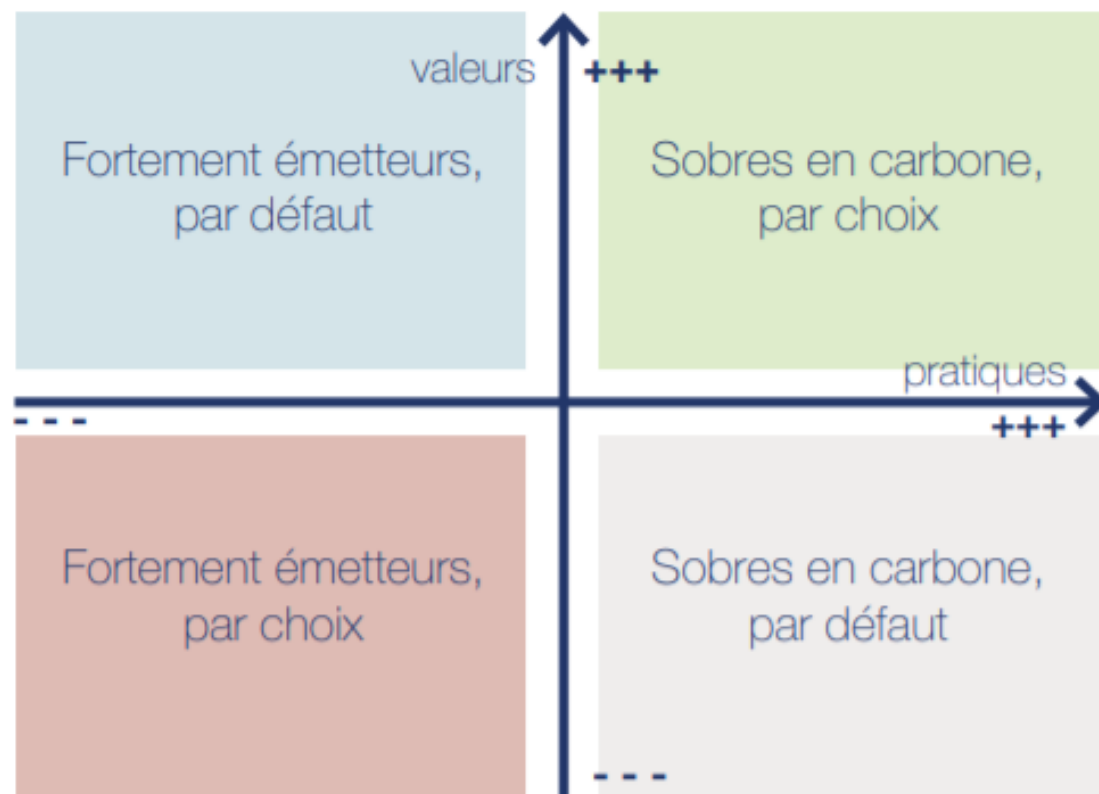 valeurs +++
Fortement émetteurs,
par défaut
Sobres en carbone,
par choix
pratiques
- - -
+++
Fortement émetteurs,
par choix
Sobres en carbone,
par défaut
- - -